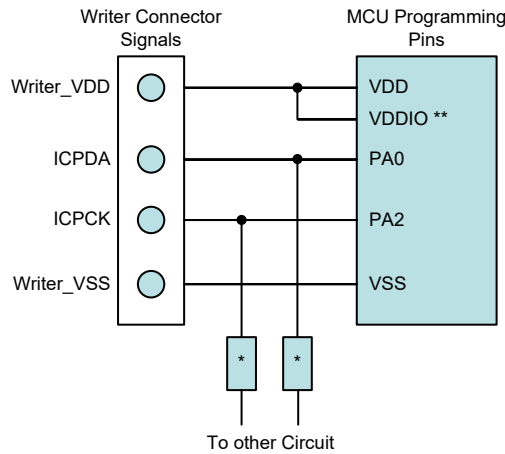 Writer Connector
Signals
MCU Programming
Pins
Writer_VDD
VDD
VDDIO **
ICPDA
PA0
ICPCK
PA2
Writer_VSS
VSS
*
*
To other Circuit